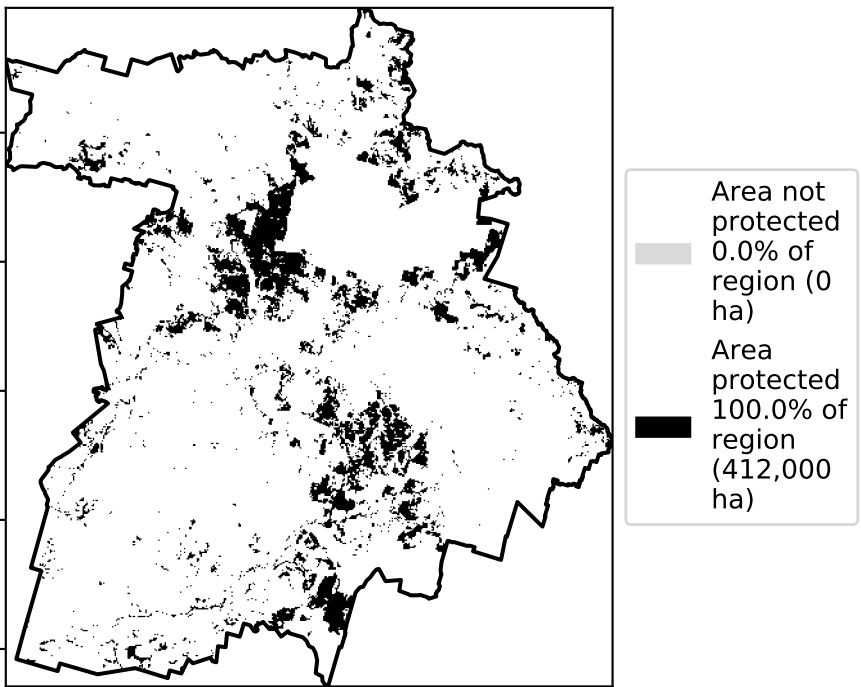 Area not
protected
0.0% of
region (0
ha)
Area
protected
100.0% of
region
(412,000
ha)